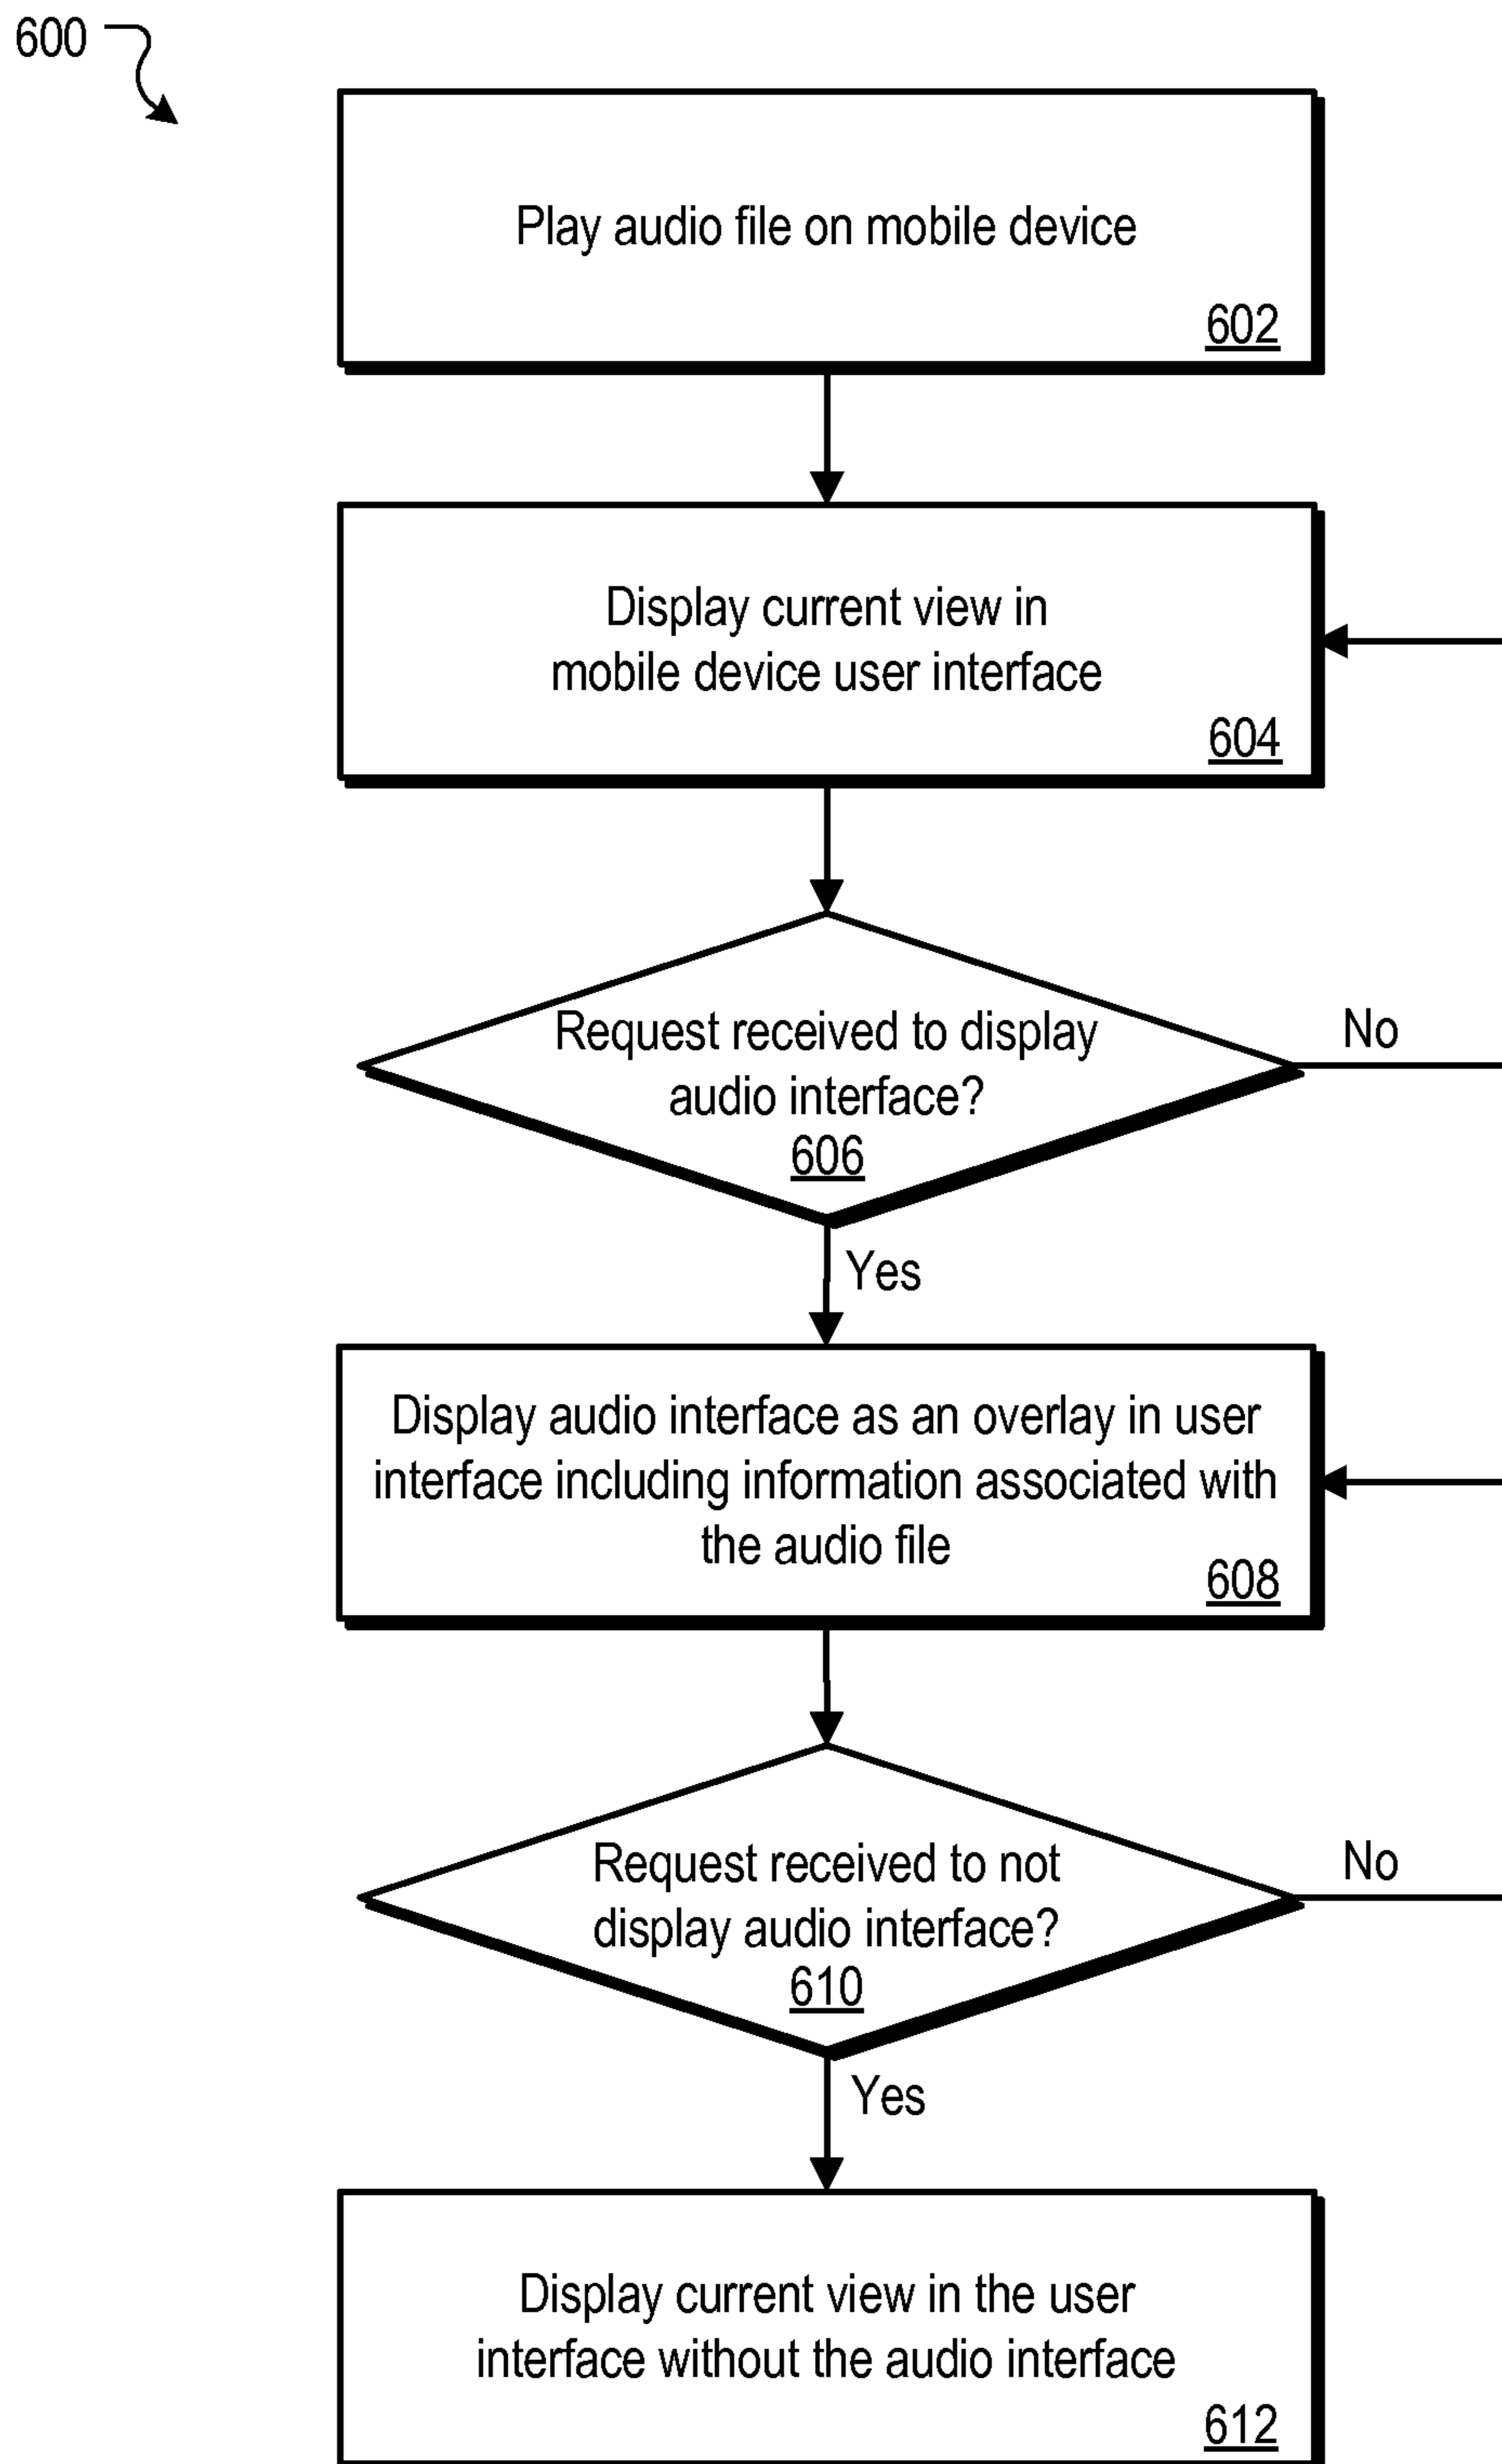 600
Play audio file on mobile device
602
Display current view in
mobile device user interface
604
Request received to display
audio interface?
606
No
Yes
Display audio interface as an overlay in user
interface including information associated with
the audio file
608
Request received to not
display audio interface?
610
No
Yes
Display current view in the user
interface without the audio interface
612